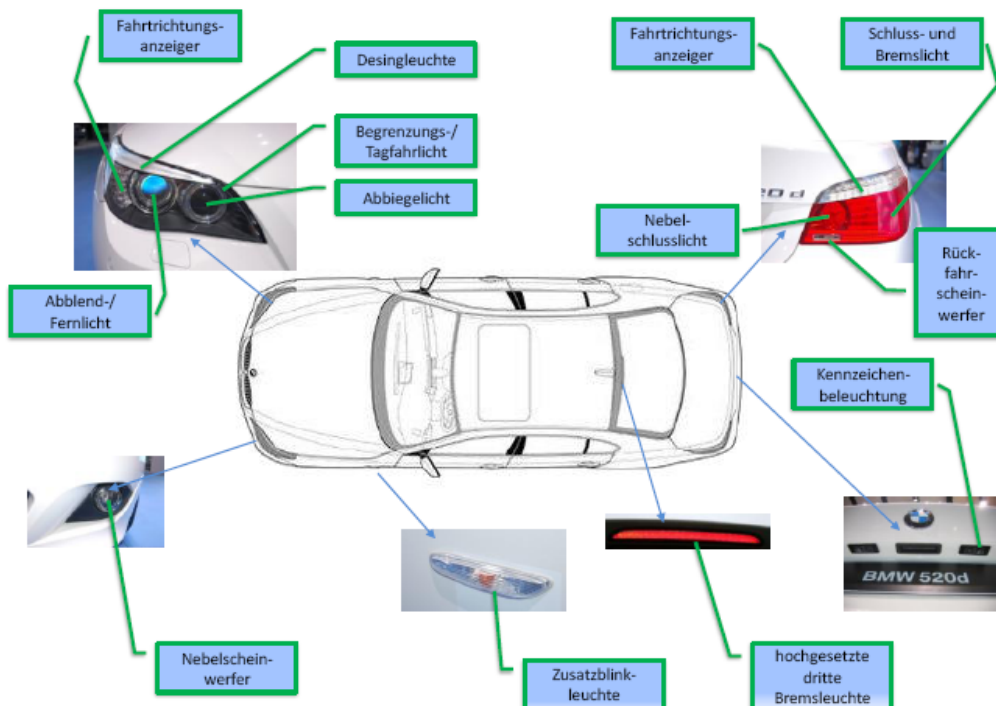 Fahrtrichtungs-
anzeiger
Desingleuchte
Begrenzungs-/
Tagfahrlicht
Abbiegelicht
Abblend-/
Fernlicht
Fahrtrichtungs-
anzeiger
Schluss- und
Bremslicht
20 d
Nebel-
schlusslicht
Rück-
fahr-
schein-
werfer
Kennzeichen-
beleuchtung
BMW 520d
Nebelschein-
werfer
Zusatzblink-
leuchte
hochgesetzte
dritte
Bremsleuchte